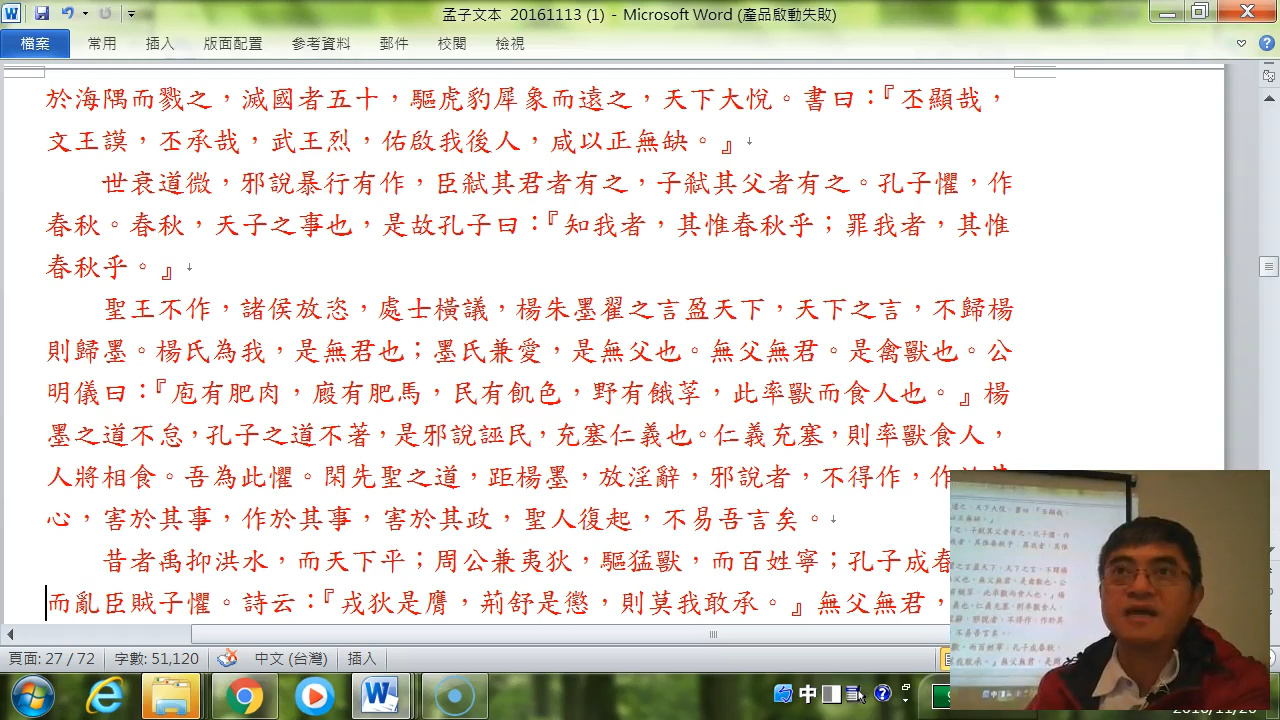 孟子文本 20161113 (1) - Microsoft Word (產品啟動失敗)
檔案 常用 插入 版面配置 參考資料 郵件 校閱 檢視
於海隅而戮之，滅國者五十，驅虎豹犀象而遠之，天下大悅。書曰：『丕顯哉，
文王謨，丕承哉，武王烈，佑啟我後人，咸以正無缺。』
世衰道微，邪說暴行有作，臣弒其君者有之，子弒其父者有之。孔子懼，作
春秋。春秋，天子之事也，是故孔子曰：『知我者，其惟春秋乎；罪我者，其惟
春秋乎。』
聖王不作，諸侯放恣，處士橫議，楊朱墨翟之言盈天下，天下之言，不歸楊
則歸墨。楊氏為我，是無君也；墨氏兼愛，是無父也。無父無君。是禽獸也。公
明儀曰：『庖有肥肉，廄有肥馬，民有飢色，野有餓莩，此率獸而食人也。』楊
墨之道不怠，孔子之道不著，是邪說誣民，充塞仁義也。仁義充塞，則率獸食人，
人將相食。吾為此懼。閑先聖之道，距楊墨，放淫辭，邪說者，不得作，作
心，害於其事，作於其事，害於其政，聖人復起，不易吾言矣。
昔者禹抑洪水，而天下平；周公兼夷狄，驅猛獸，而百姓寧；孔子成春
而亂臣賊子懼。詩云：『戎狄是膺，荊舒是懲，則莫我敢承。』無父無君，
頁面: 27 / 72 字數: 51,120 中文 (台灣) 插入
中